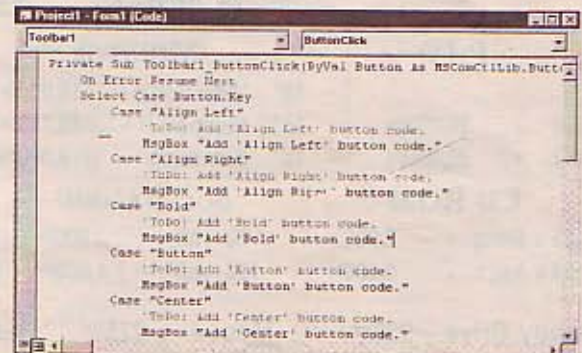 Project1 - Form1 (Code)
Toolbar1 ButtonClick
Private Sub Toolbar1_ButtonClick(ByVal Button As MSComCtlLib.Butt
On Error Resume Next
Select Case Button.Key
Case "Align Left"
'ToDo: Add 'Align Left' button code.
MsgBox "Add 'Align Left' button code."
Case "Align Right"
'ToDo: Add 'Align Right' button code.
MsgBox "Add 'Align Right' button code."
Case "Bold"
'ToDo: Add 'Bold' button code.
MsgBox "Add 'Bold' button code."
Case "Button"
'ToDo: Add 'Button' button code.
MsgBox "Add 'Button' button code."
Case "Center"
'ToDo: Add 'Center' button code.
MsgBox "Add 'Center' button code."